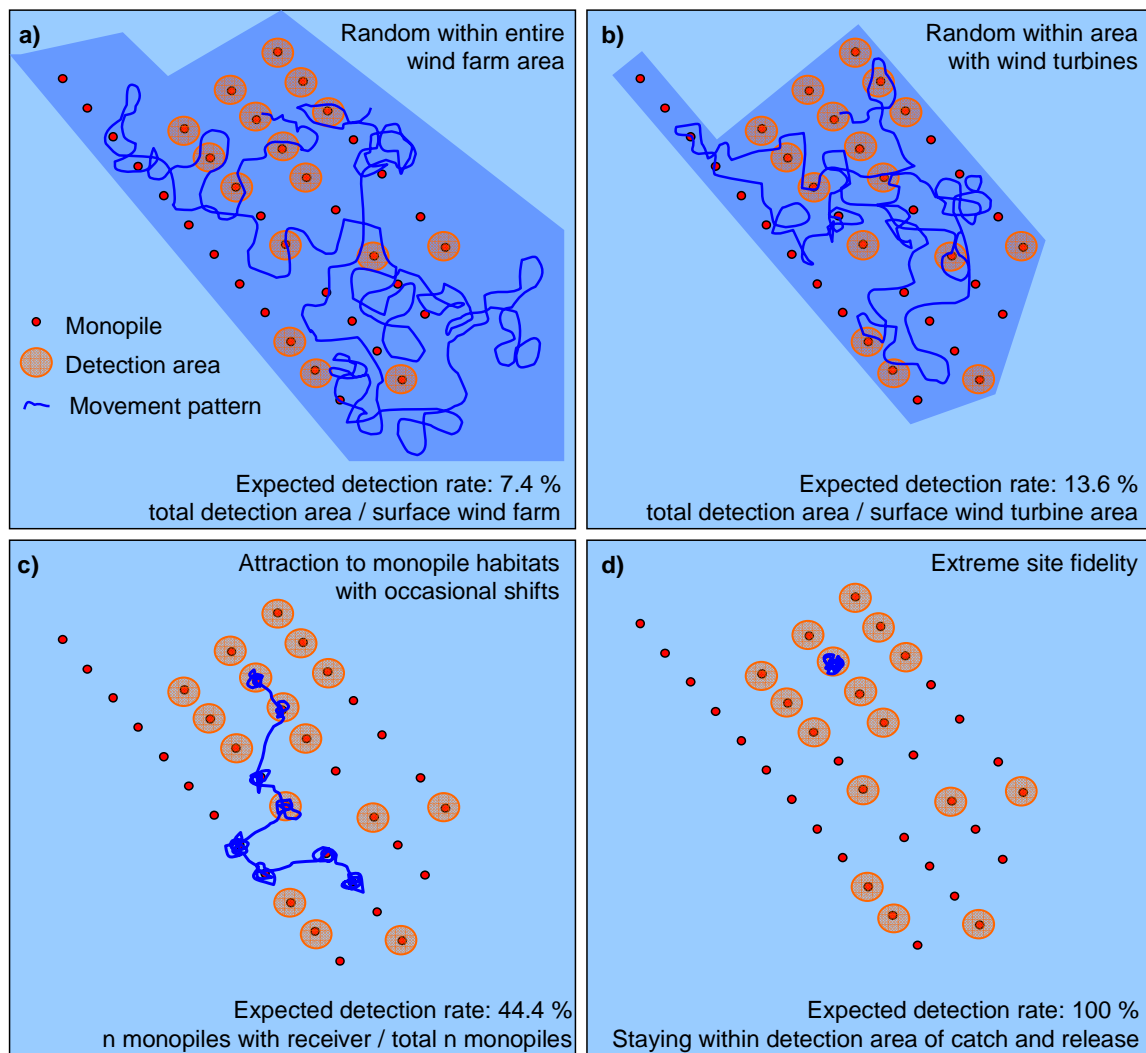 a)
Random within entire
wind farm area
Monopile
Detection area
Movement pattern
Expected detection rate: 7.4 %
total detection area / surface wind farm
b)
Random within area
with wind turbines
Expected detection rate: 13.6 %
total detection area / surface wind turbine area
c)
Attraction to monopile habitats
with occasional shifts
Expected detection rate: 44.4 %
n monopiles with receiver / total n monopiles
d)
Extreme site fidelity
Expected detection rate: 100 %
Staying within detection area of catch and release